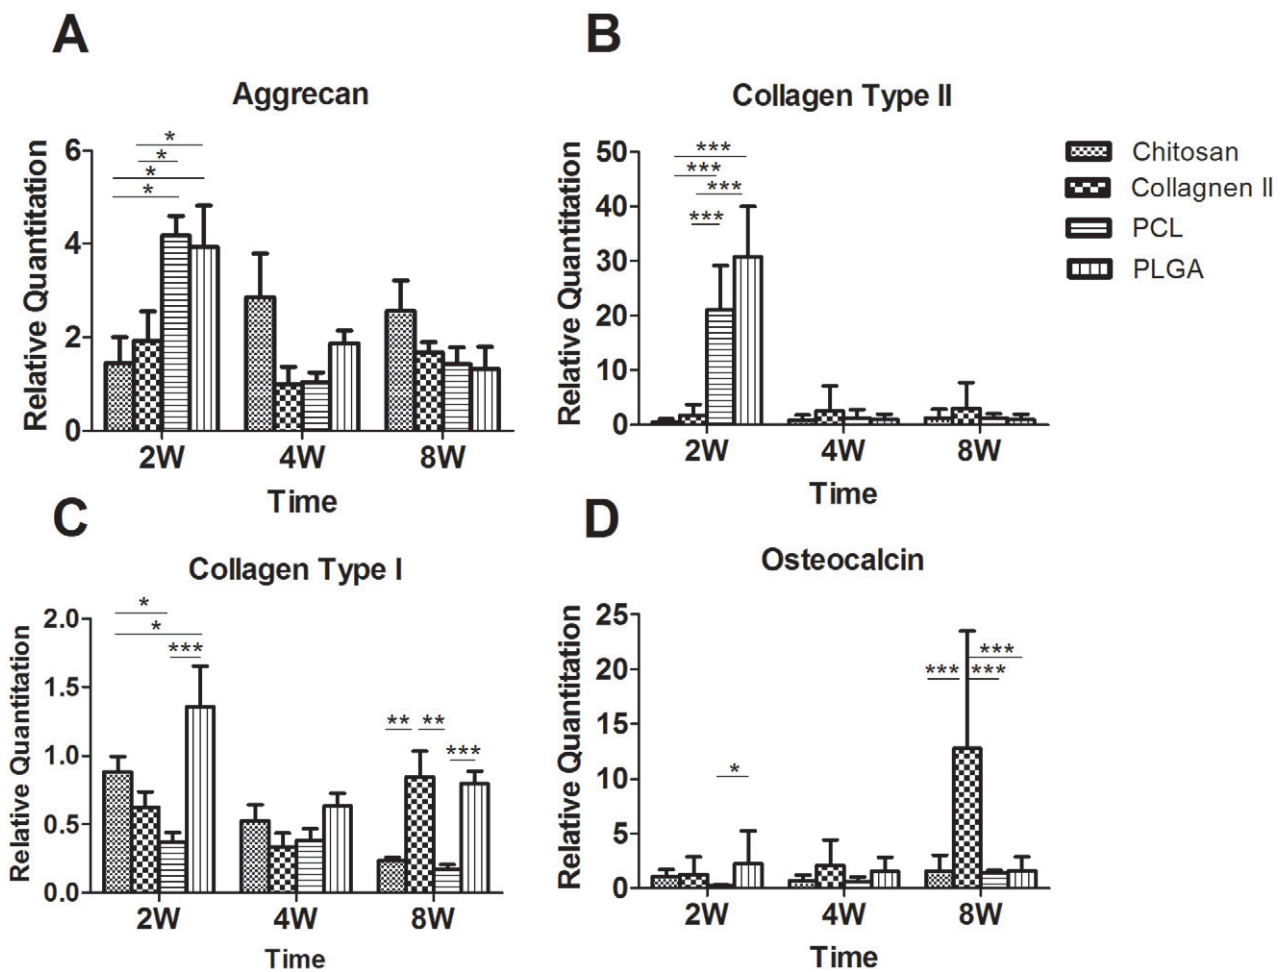 A
Aggrecan
Relative Quantitation
6
4
2
0
*
*
*
*
2W
4W
8W
Time
B
Collagen Type II
Relative Quantitation
50
40
30
20
10
0
***
***
***
***
2W
4W
8W
Time
Chitosan
Collagnen II
PCL
PLGA
C
Collagen Type I
Relative Quantitation
2.0
1.5
1.0
0.5
0.0
*
*
***
** **
***
2W
4W
8W
Time
D
Osteocalcin
Relative Quantitation
25
20
15
10
5
0
*
***
*** ***
2W
4W
8W
Time